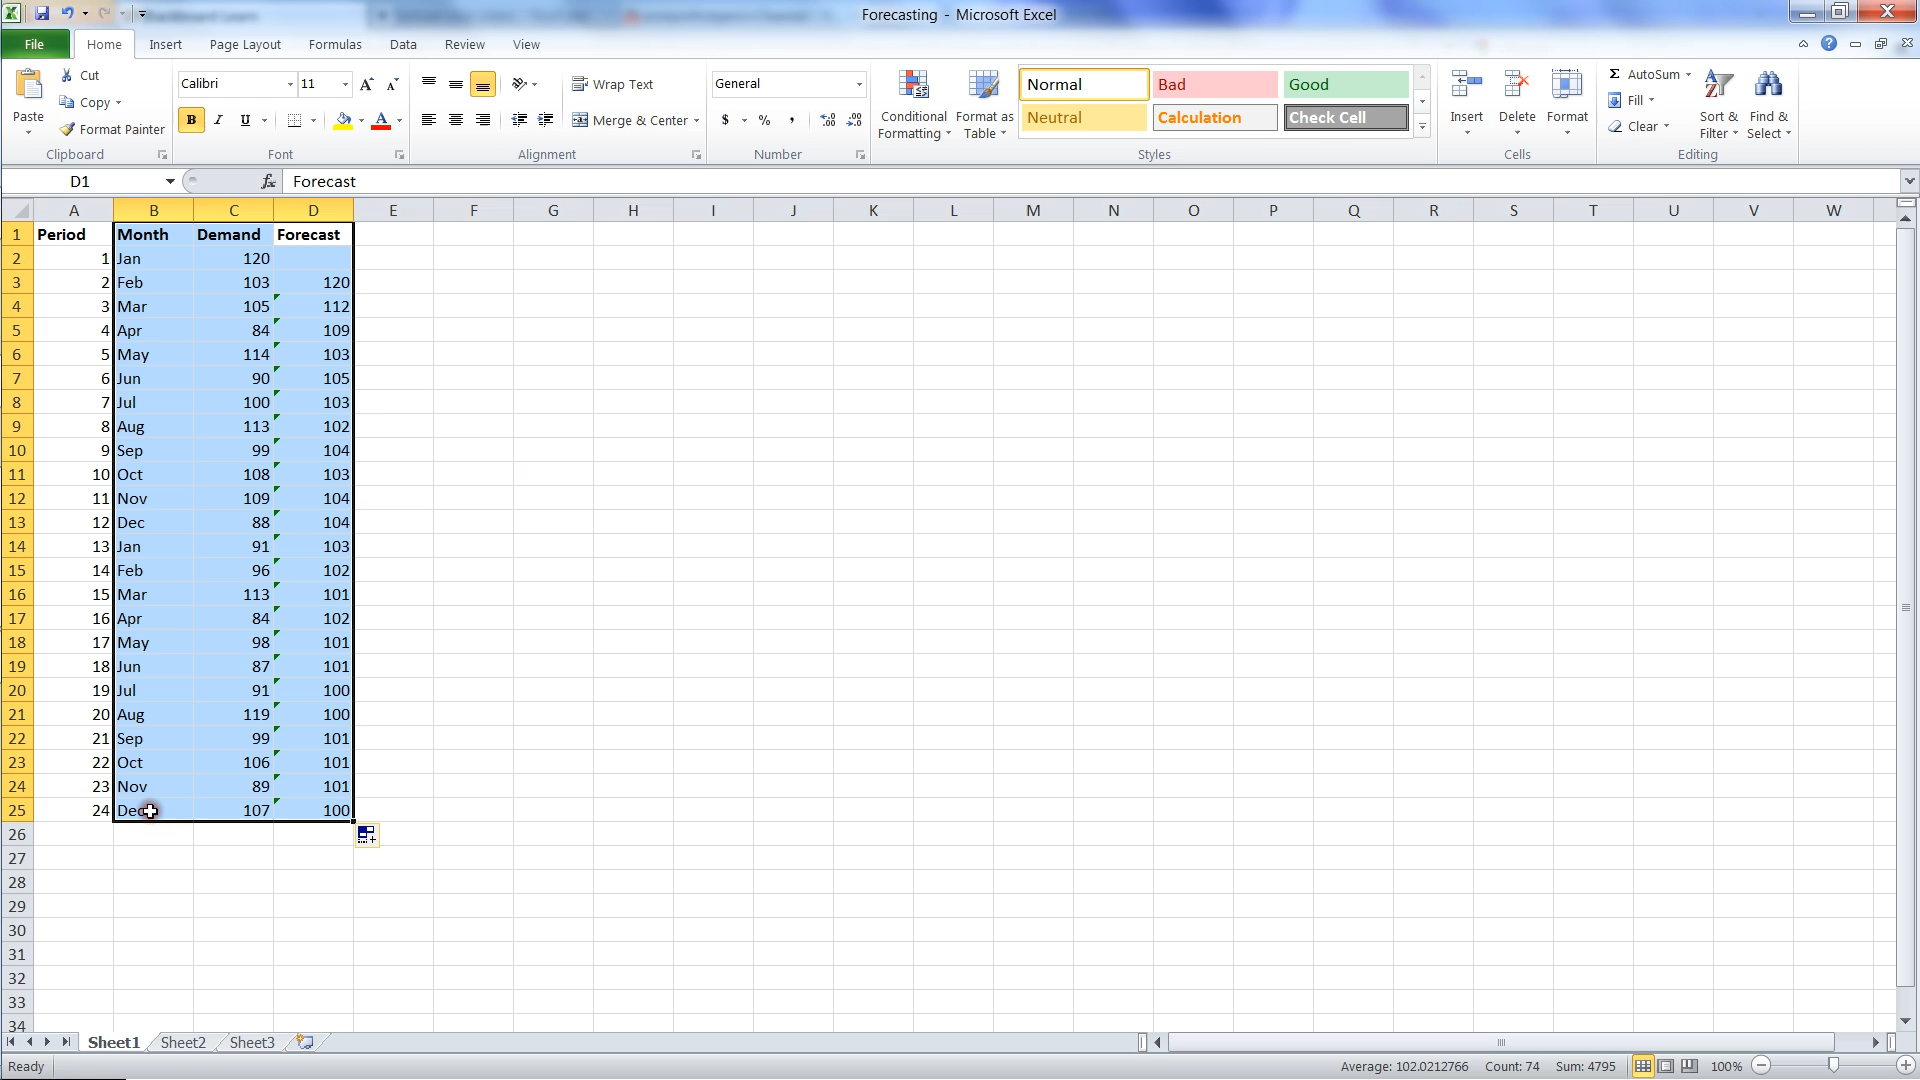 Forecasting - Microsoft Excel
File Home Insert Page Layout Formulas Data Review View
Cut
Copy
Format Painter
Paste
Clipboard
Calibri 11
B I U
Font
Wrap Text
Merge & Center
Alignment
General
$ % ,
Number
Conditional Formatting
Format as Table
Normal Bad Good
Neutral Calculation Check Cell
Styles
Insert Delete Format
Cells
Σ AutoSum
Fill
Clear
Sort & Filter
Find & Select
Editing
D1 fx Forecast
A B C D E F G H I J K L M N O P Q R S T U V W
1 Period Month Demand Forecast
2 1 Jan 120
3 2 Feb 103 120
4 3 Mar 105 112
5 4 Apr 84 109
6 5 May 114 103
7 6 Jun 90 105
8 7 Jul 100 103
9 8 Aug 113 102
10 9 Sep 99 104
11 10 Oct 108 103
12 11 Nov 109 104
13 12 Dec 88 104
14 13 Jan 91 103
15 14 Feb 96 102
16 15 Mar 113 101
17 16 Apr 84 102
18 17 May 98 101
19 18 Jun 87 101
20 19 Jul 91 100
21 20 Aug 119 100
22 21 Sep 99 101
23 22 Oct 106 101
24 23 Nov 89 101
25 24 Dec 107 100
26
27
28
29
30
31
32
33
34
Sheet1 Sheet2 Sheet3
Ready Average: 102.0212766 Count: 74 Sum: 4795 100%